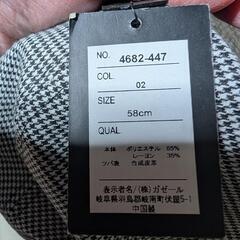 NO. 4682-447
COL.
02
SIZE
58cm
QUAL
本体 ポリエステル 65%
レーヨン 35%
ツバ裏 合成皮革
表示者名/(株)ガゼール
岐阜県羽島郡岐南町伏屋5-1
中国製